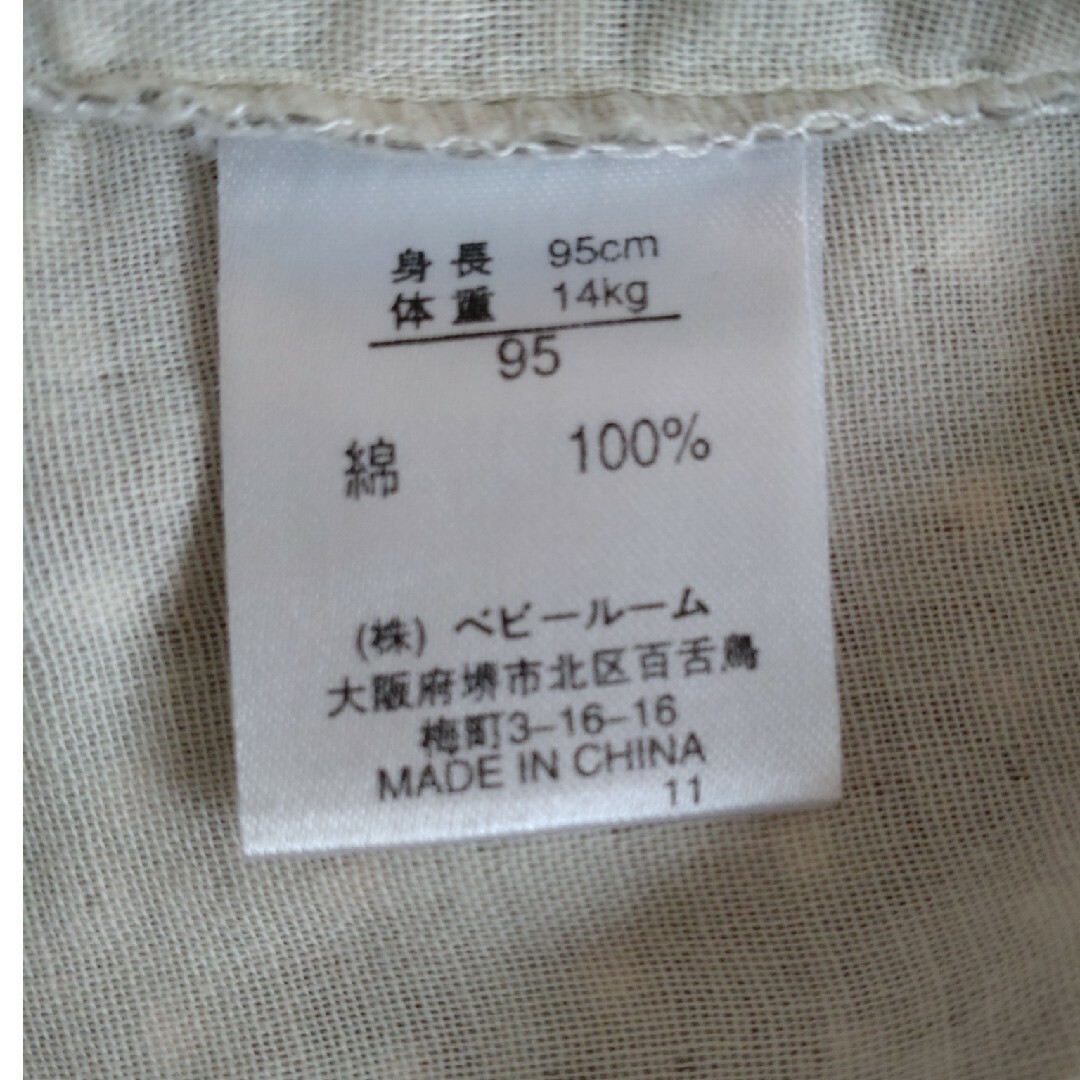 身長 95cm
体重 14kg
95
綿 100%
(株) ベビールーム
大阪府堺市北区百舌鳥
梅町3-16-16
MADE IN CHINA
11